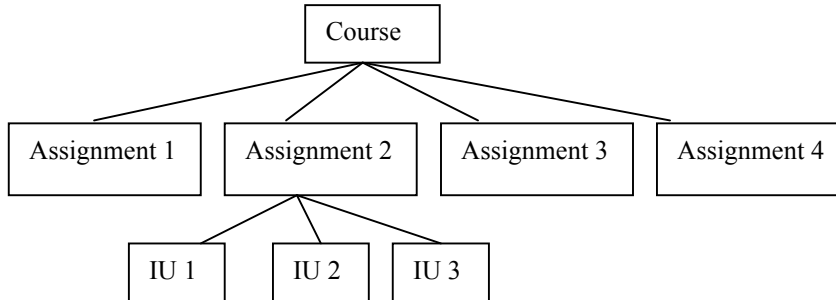 Course
Assignment 1
Assignment 2
Assignment 3
Assignment 4
IU 1
IU 2
IU 3